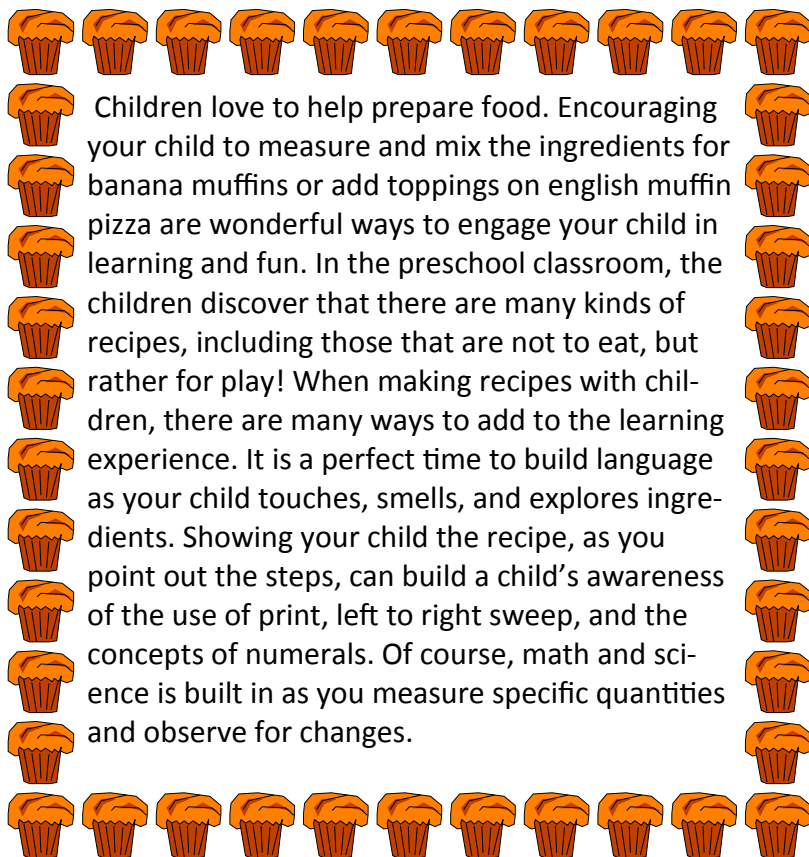 Children love to help prepare food. Encouraging
your child to measure and mix the ingredients for
banana muffins or add toppings on english muffin
pizza are wonderful ways to engage your child in
learning and fun. In the preschool classroom, the
children discover that there are many kinds of
recipes, including those that are not to eat, but
rather for play! When making recipes with chil-
dren, there are many ways to add to the learning
experience. It is a perfect time to build language
as your child touches, smells, and explores ingre-
dients. Showing your child the recipe, as you
point out the steps, can build a child’s awareness
of the use of print, left to right sweep, and the
concepts of numerals. Of course, math and sci-
ence is built in as you measure specific quantities
and observe for changes.